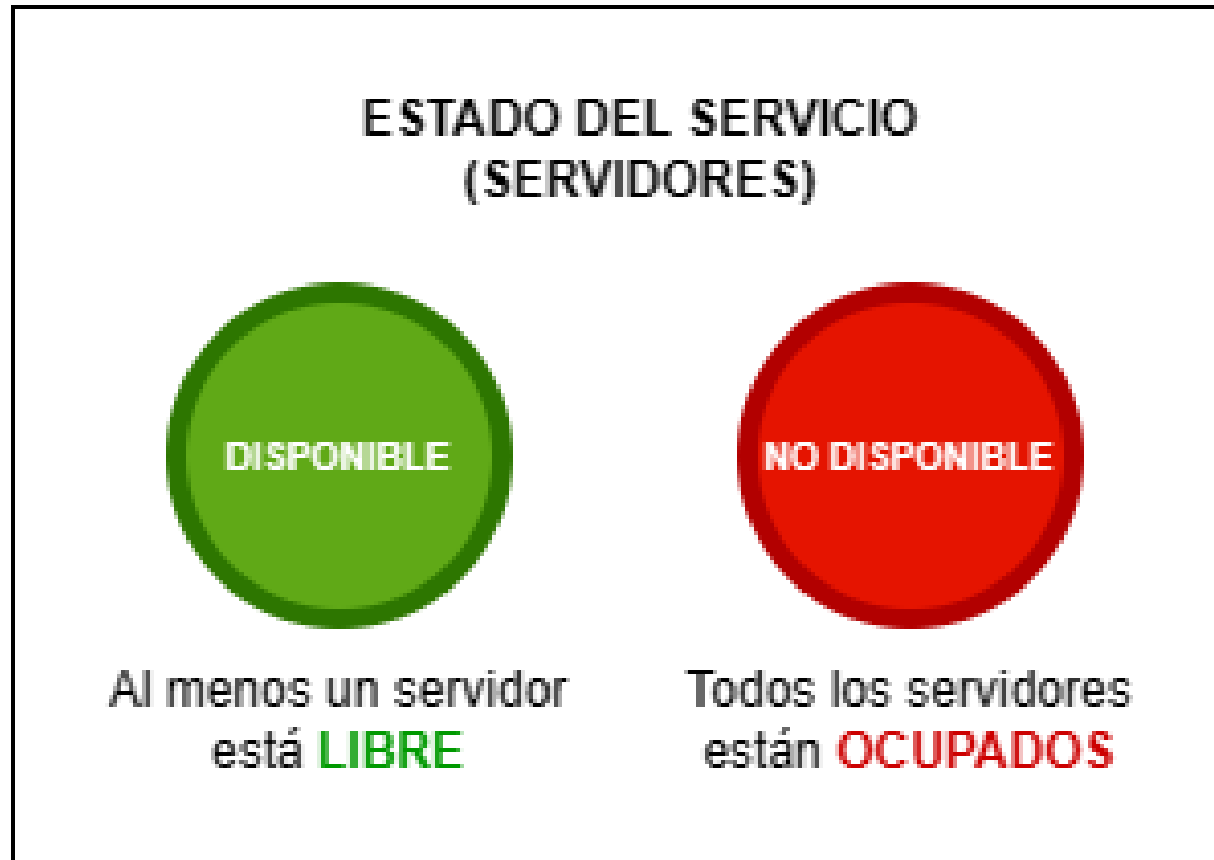 ESTADO DEL SERVICIO
(SERVIDORES)
DISPONIBLE
NO DISPONIBLE
Al menos un servidor
está LIBRE
Todos los servidores
están OCUPADOS